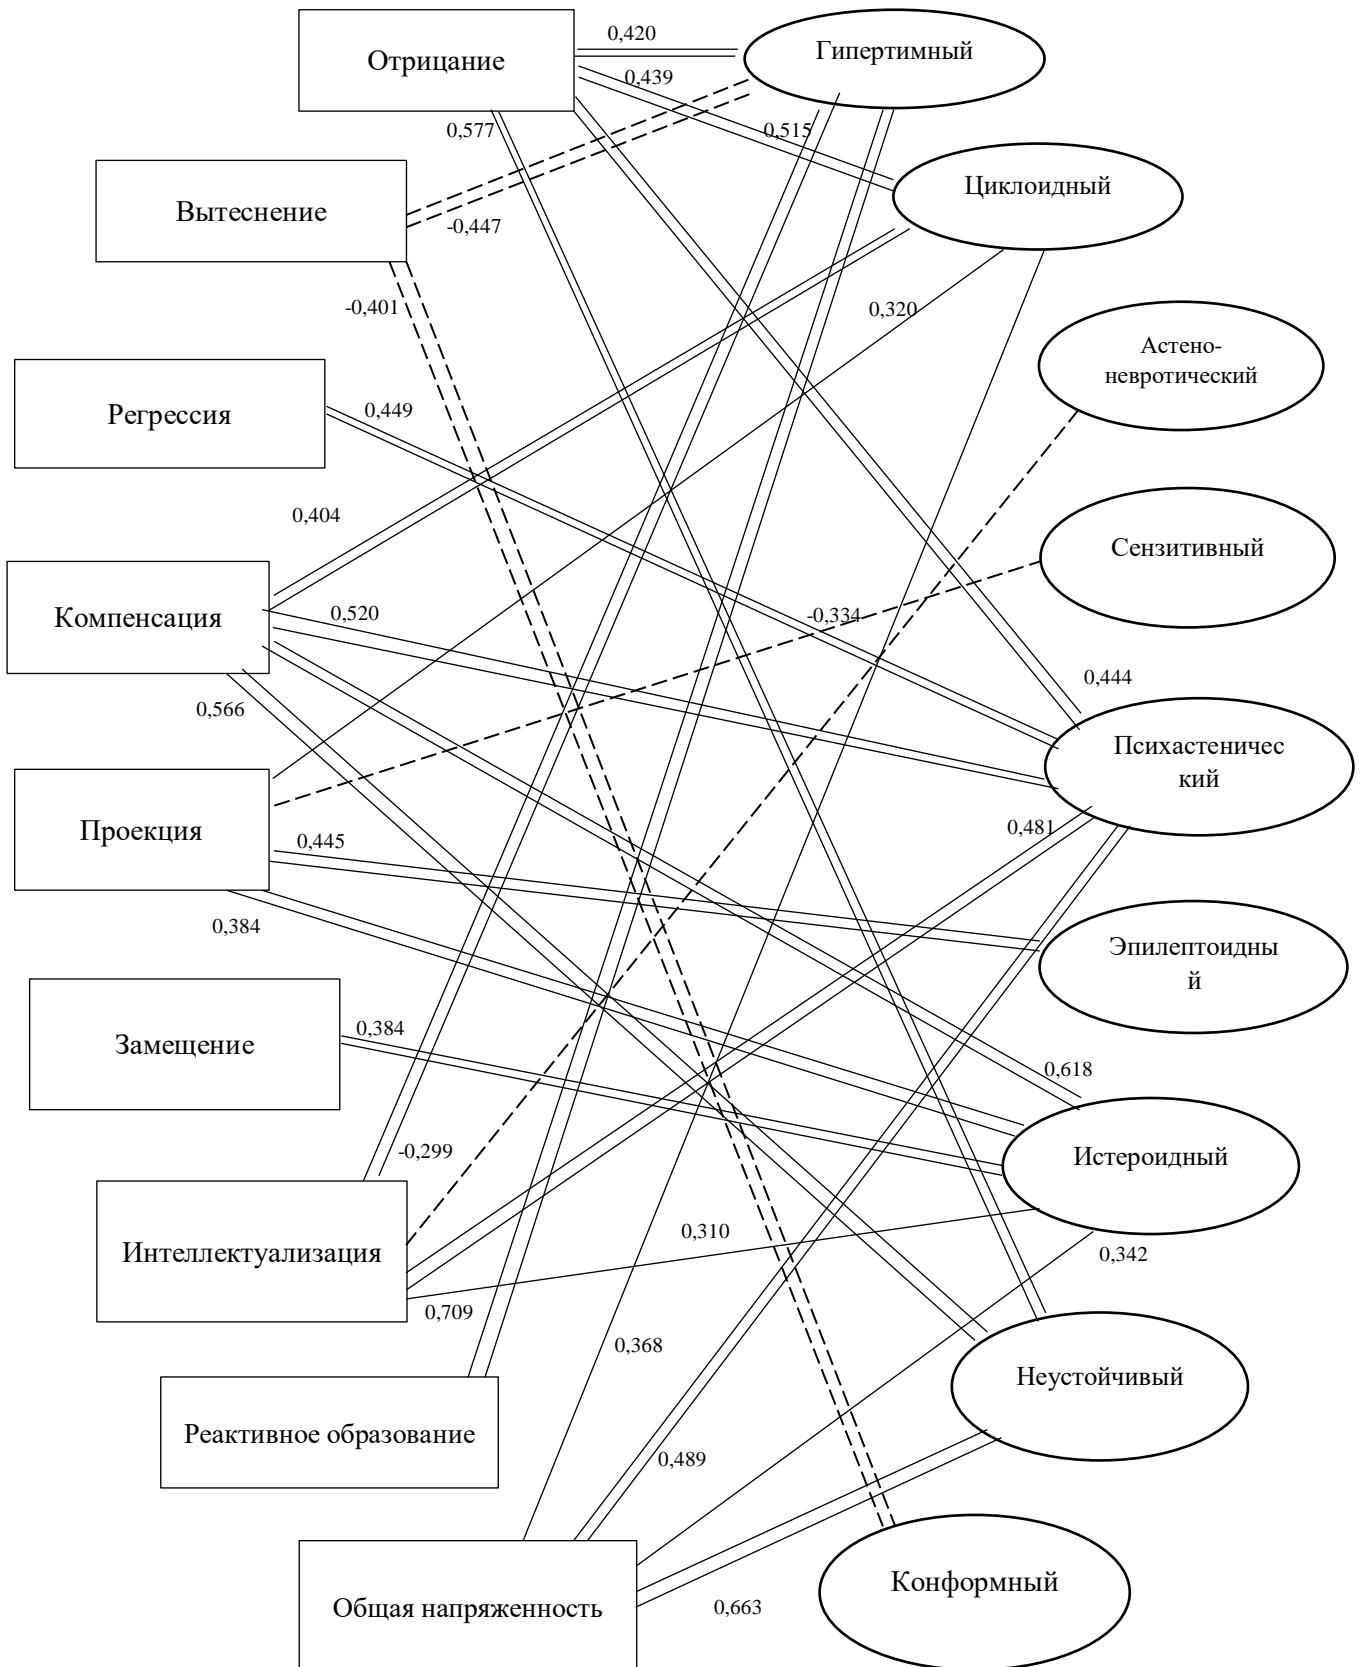 0,420
Отрицание
Гипертимный
0,439
0,577
0,515
Циклоидный
Вытеснение
-0,447
-0,401
0,320
Астено-
невротический
Регрессия
0,449
0,404
Сензитивный
Компенсация
0,520
-0,334
0,444
0,566
Психастеничес
кий
Проекция
0,445
0,481
0,384
Эпилептоидны
й
Замещение
0,384
0,618
-0,299
Истероидный
Интеллектуализация
0,310
0,342
0,709
0,368
Неустойчивый
Реактивное образование
0,489
Конформный
Общая напряженность
0,663